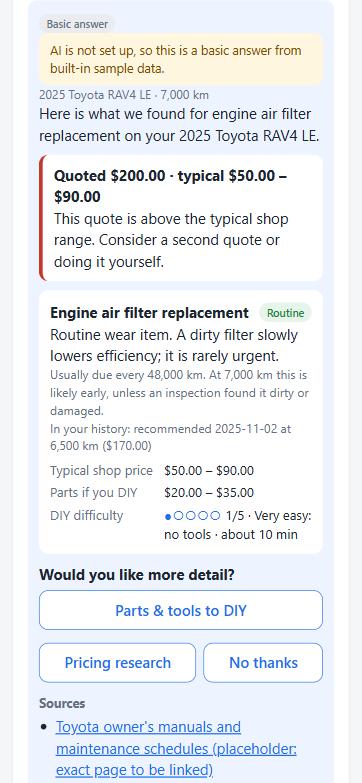 Basic answer
AI is not set up, so this is a basic answer from
built-in sample data.
2025 Toyota RAV4 LE · 7,000 km
Here is what we found for engine air filter
replacement on your 2025 Toyota RAV4 LE.
Quoted $200.00 · typical $50.00 –
$90.00
This quote is above the typical shop
range. Consider a second quote or
doing it yourself.
Engine air filter replacement Routine
Routine wear item. A dirty filter slowly
lowers efficiency; it is rarely urgent.
Usually due every 48,000 km. At 7,000 km this is
likely early, unless an inspection found it dirty or
damaged.
In your history: recommended 2025-11-02 at
6,500 km ($170.00)
Typical shop price $50.00 – $90.00
Parts if you DIY $20.00 – $35.00
DIY difficulty ●○○○○ 1/5 · Very easy:
no tools · about 10 min
Would you like more detail?
Parts & tools to DIY
Pricing research No thanks
Sources
• Toyota owner's manuals and
maintenance schedules (placeholder:
exact page to be linked)